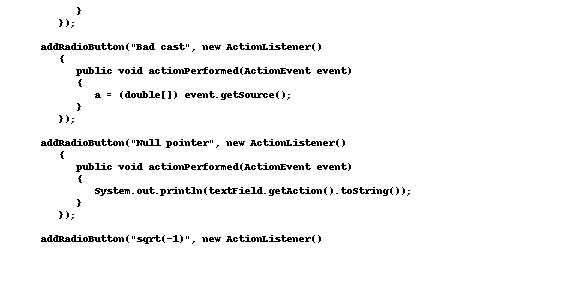 }
});
addRadioButton("Bad cast", new ActionListener()
{
public void actionPerformed(ActionEvent event)
{
a = (double[]) event.getSource();
}
});
addRadioButton("Null pointer", new ActionListener()
{
public void actionPerformed(ActionEvent event)
{
System.out.println(textField.getAction().toString());
}
});
addRadioButton("sqrt(-1)", new ActionListener()